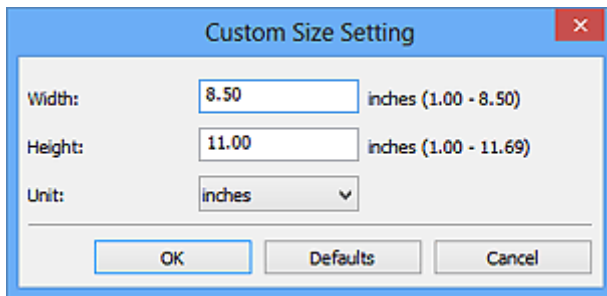 Custom Size Setting
Width: 8.50 inches (1.00 - 8.50)
Height: 11.00 inches (1.00 - 11.69)
Unit: inches
OK Defaults Cancel